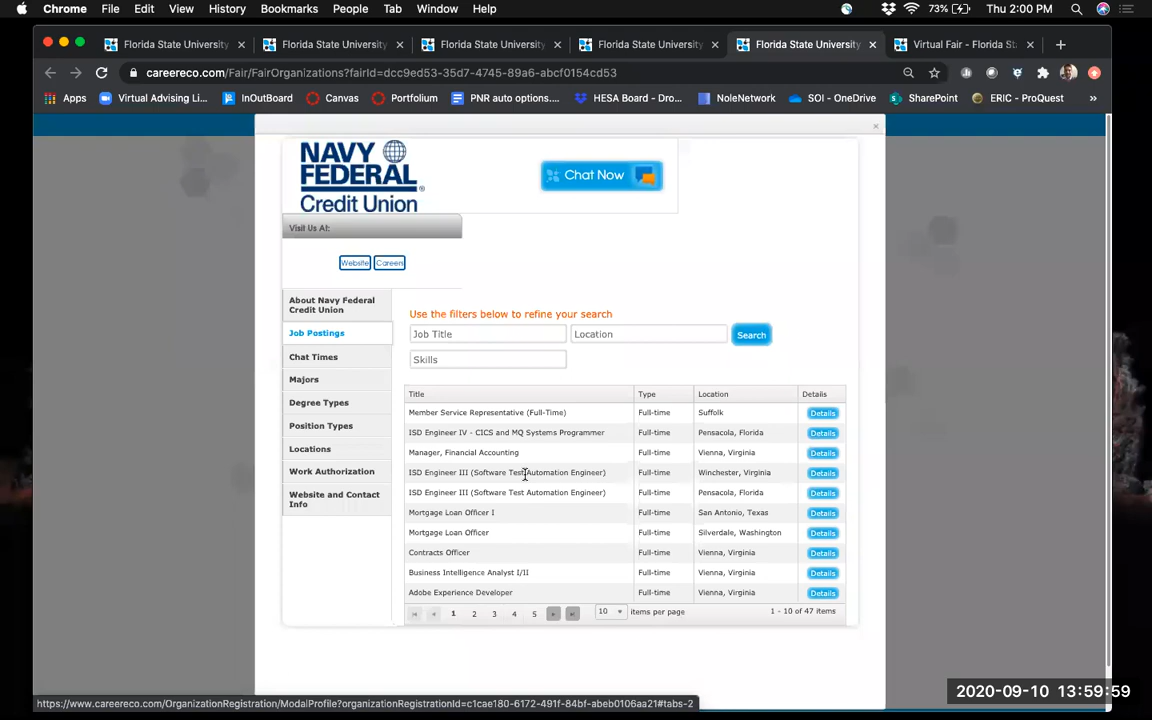 Chrome File Edit View History Bookmarks People Tab Window Help 73% Thu 2:00 PM
Florida State University × Florida State University × Florida State University × Florida State University × Florida State University × Virtual Fair - Florida Sta × +
careereco.com/Fair/FairOrganizations?fairId=dcc9ed53-35d7-4745-89a6-abcf0154cd53
Apps Virtual Advising Li... InOutBoard Canvas Portfolium PNR auto options.... HESA Board - Dro... NoleNetwork SOI - OneDrive SharePoint ERIC - ProQuest »
×
NAVY
FEDERAL®
Credit Union
Chat Now
Visit Us At:
Website Careers
About Navy Federal
Credit Union
Job Postings
Chat Times
Majors
Degree Types
Position Types
Locations
Work Authorization
Website and Contact
Info
Use the filters below to refine your search
Job Title Location Search
Skills
Title Type Location Details
Member Service Representative (Full-Time) Full-time Suffolk Details
ISD Engineer IV - CICS and MQ Systems Programmer Full-time Pensacola, Florida Details
Manager, Financial Accounting Full-time Vienna, Virginia Details
ISD Engineer III (Software Test Automation Engineer) Full-time Winchester, Virginia Details
ISD Engineer III (Software Test Automation Engineer) Full-time Pensacola, Florida Details
Mortgage Loan Officer I Full-time San Antonio, Texas Details
Mortgage Loan Officer Full-time Silverdale, Washington Details
Contracts Officer Full-time Vienna, Virginia Details
Business Intelligence Analyst I/II Full-time Vienna, Virginia Details
Adobe Experience Developer Full-time Vienna, Virginia Details
1 2 3 4 5 10 items per page 1 - 10 of 47 items
https://www.careereco.com/OrganizationRegistration/ModalProfile?organizationRegistrationId=c1cae180-6172-491f-84bf-abeb0106aa21#tabs-2
2020-09-10 13:59:59